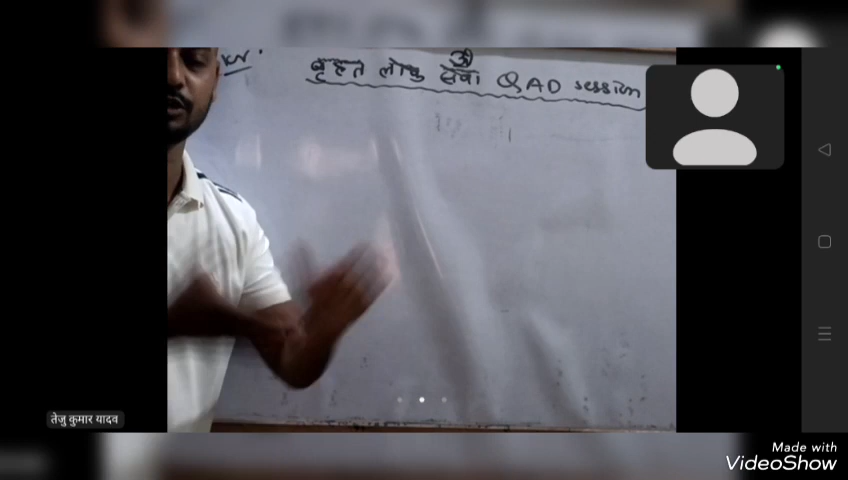 ॐ
बृहत लोघु सेवा QAD session
तेजु कुमार यादव
Made with
VideoShow